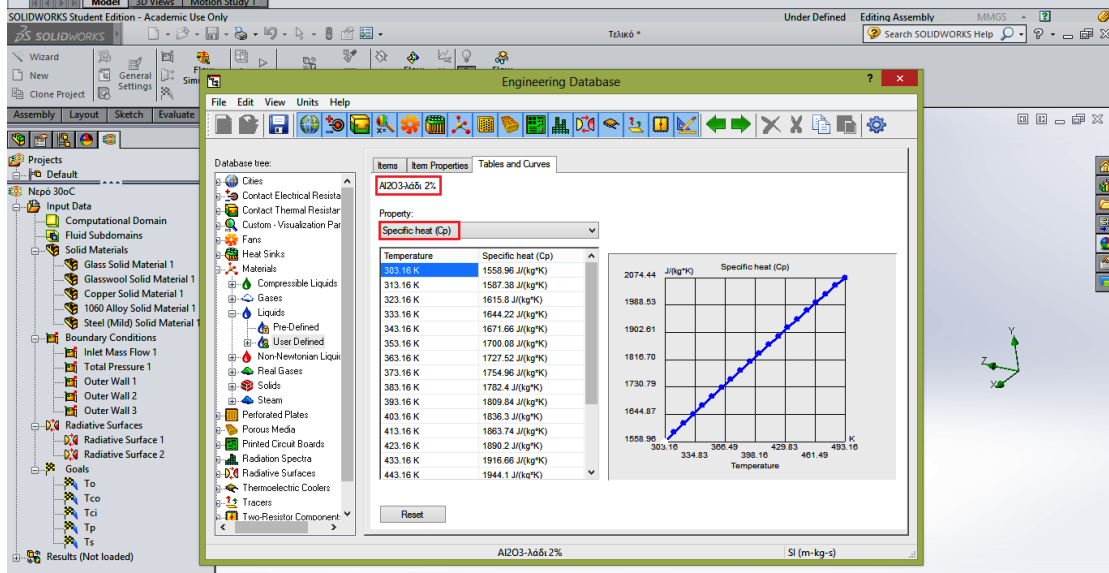 Model 3D Views Motion Study 1
SOLIDWORKS Student Edition - Academic Use Only
Under Defined Editing Assembly MMGS
SOLIDWORKS
Τελικό *
Search SOLIDWORKS Help
Wizard
New
Clone Project
General Settings
Assembly Layout Sketch Evaluate
Projects
Default
Νερό 30oC
Input Data
Computational Domain
Fluid Subdomains
Solid Materials
Glass Solid Material 1
Glasswool Solid Material 1
Copper Solid Material 1
1060 Alloy Solid Material 1
Steel (Mild) Solid Material 1
Boundary Conditions
Inlet Mass Flow 1
Total Pressure 1
Outer Wall 1
Outer Wall 2
Outer Wall 3
Radiative Surfaces
Radiative Surface 1
Radiative Surface 2
Goals
To
Tco
Tci
Tp
Ts
Results (Not loaded)
Engineering Database
File Edit View Units Help
Database tree:
Cities
Contact Electrical Resista
Contact Thermal Resistar
Custom - Visualization Par
Fans
Heat Sinks
Materials
Compressible Liquids
Gases
Liquids
Pre-Defined
User Defined
Non-Newtonian Liquid
Real Gases
Solids
Steam
Perforated Plates
Porous Media
Printed Circuit Boards
Radiation Spectra
Radiative Surfaces
Thermoelectric Coolers
Tracers
Two-Resistor Component
Items Item Properties Tables and Curves
Al2O3-λάδι 2%
Property:
Specific heat (Cp)
Temperature Specific heat (Cp)
303.16 K 1558.96 J/(kg*K)
313.16 K 1587.38 J/(kg*K)
323.16 K 1615.8 J/(kg*K)
333.16 K 1644.22 J/(kg*K)
343.16 K 1671.66 J/(kg*K)
353.16 K 1700.08 J/(kg*K)
363.16 K 1727.52 J/(kg*K)
373.16 K 1754.96 J/(kg*K)
383.16 K 1782.4 J/(kg*K)
393.16 K 1809.84 J/(kg*K)
403.16 K 1836.3 J/(kg*K)
413.16 K 1863.74 J/(kg*K)
423.16 K 1890.2 J/(kg*K)
433.16 K 1916.66 J/(kg*K)
443.16 K 1944.1 J/(kg*K)
Reset
J/(kg*K) Specific heat (Cp)
2074.44
1988.53
1902.61
1816.70
1730.79
1644.87
1558.96
K
303.16 366.49 429.83 493.16
334.83 398.16 461.49
Temperature
Al2O3-λάδι 2% SI (m-kg-s)
Y
Z
X